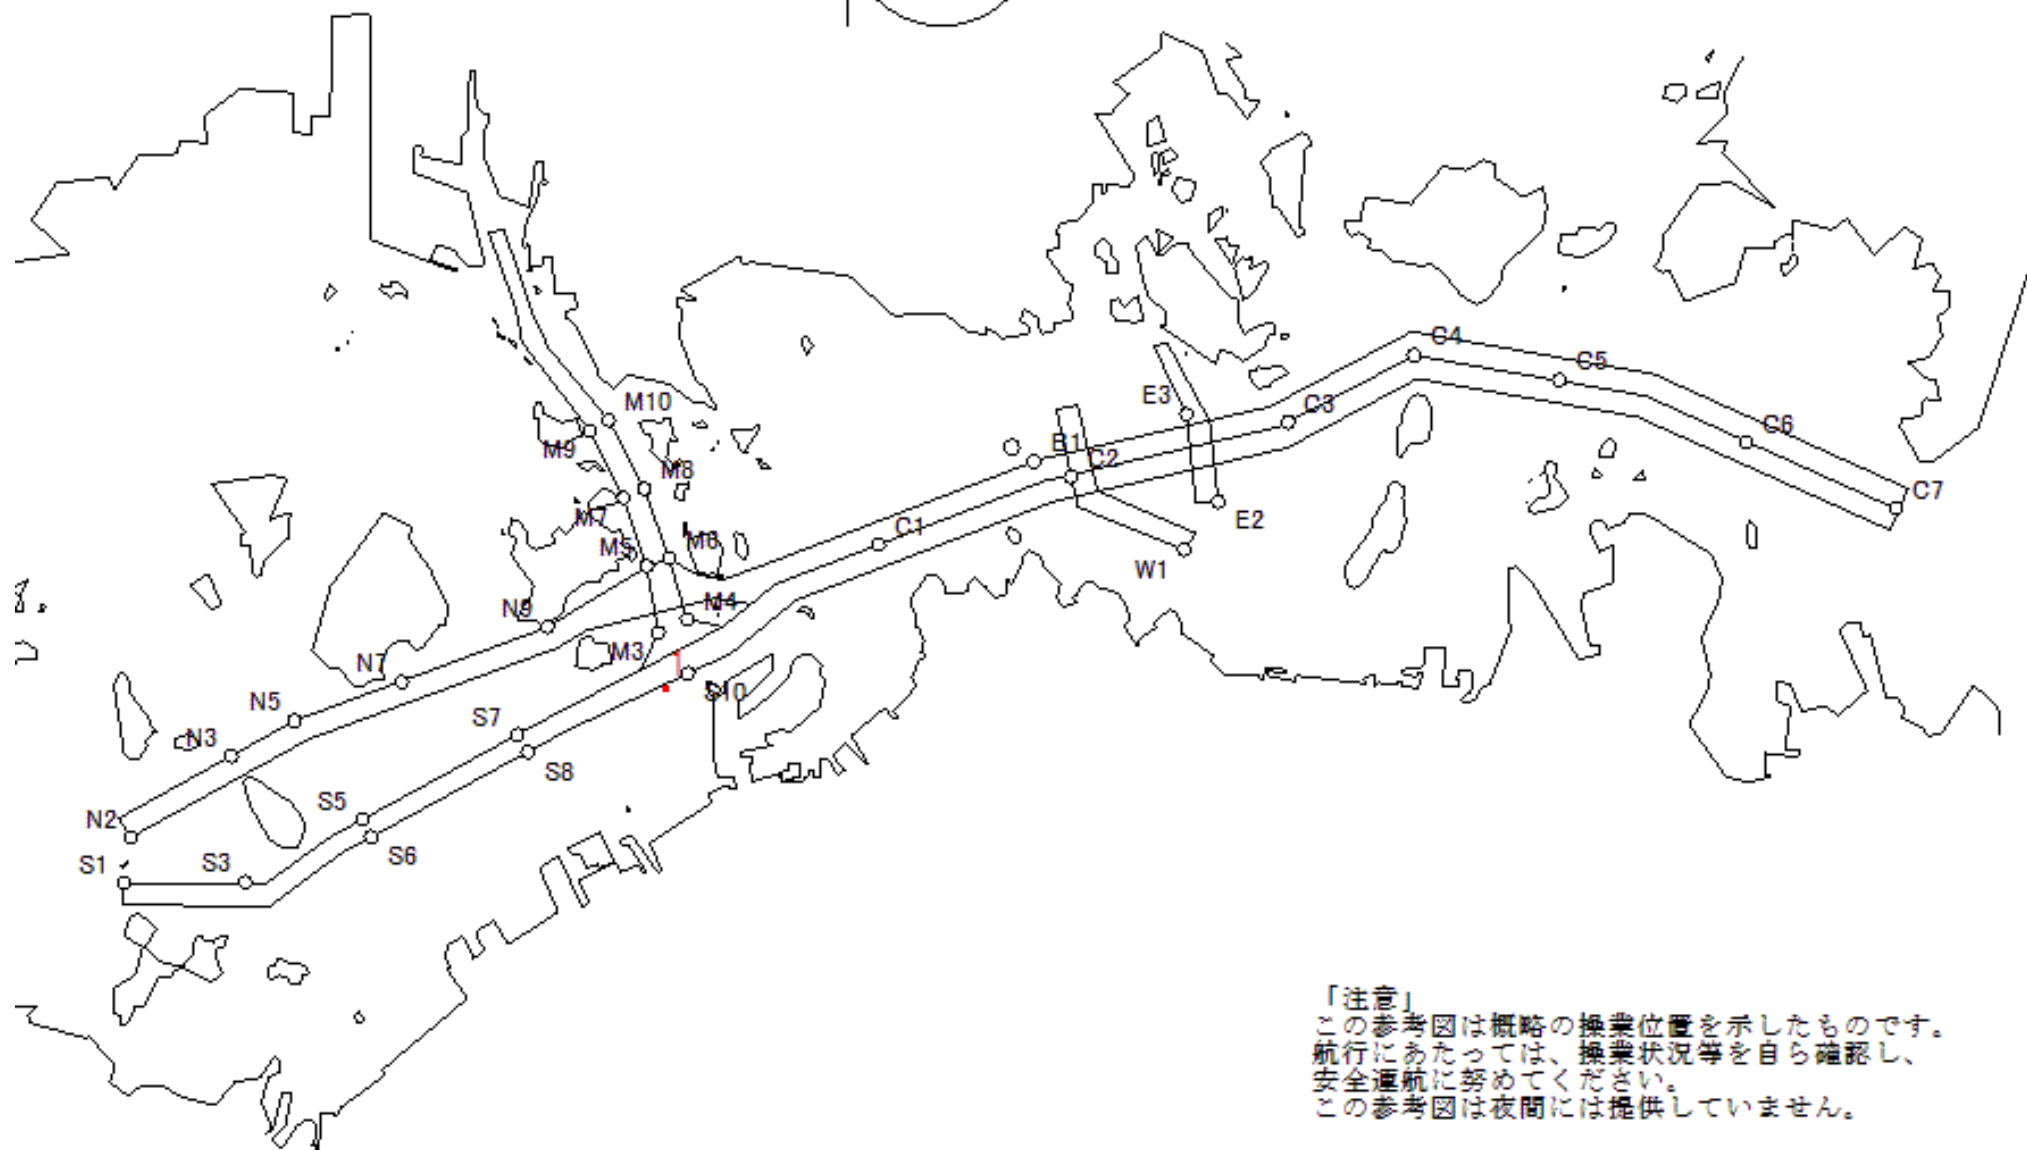 C4
C5
E3
M10
C3
C6
B1
M9
C2
M8
C7
M7
E2
C1
M5
M6
W1
N9
M4
M3
N7
1
S10
N5
S7
N3
S8
S5
N2
S6
S1
S3
「注意」
この参考図は概略の操業位置を示したものです。
航行にあたっては、操業状況等を自ら確認し、
安全運航に努めてください。
この参考図は夜間には提供していません。